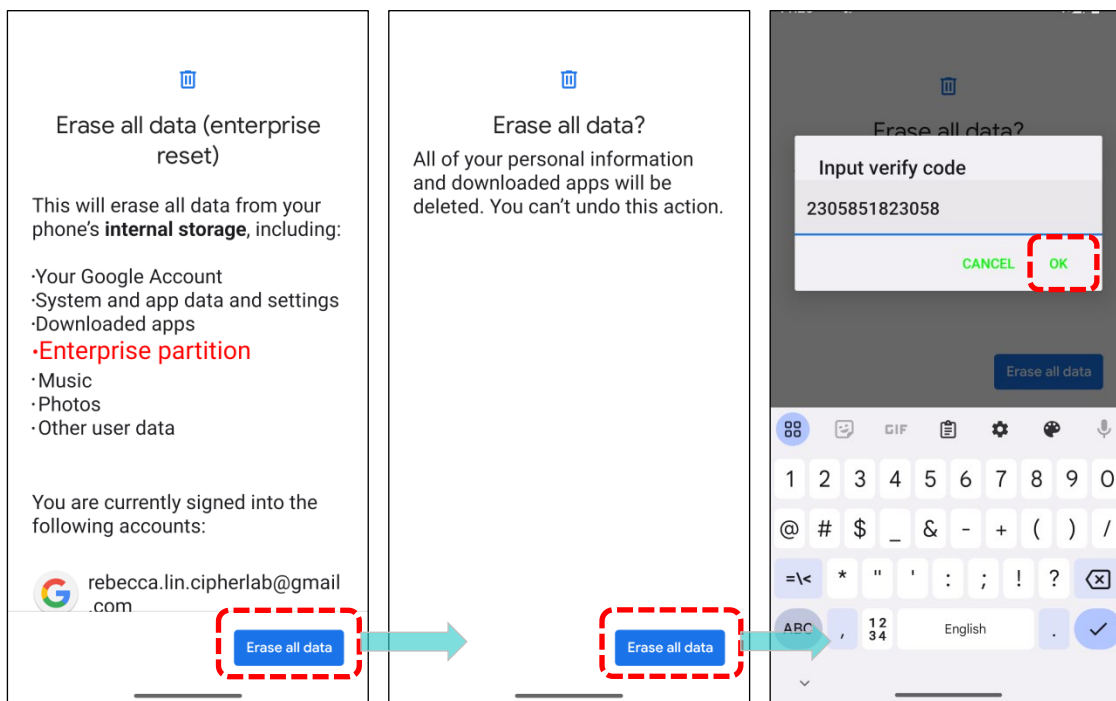 Erase all data (enterprise
reset)
This will erase all data from your
phone's internal storage, including:
·Your Google Account
·System and app data and settings
·Downloaded apps
·Enterprise partition
·Music
·Photos
·Other user data
You are currently signed into the
following accounts:
rebecca.lin.cipherlab@gmail
.com
Erase all data
Erase all data?
All of your personal information
and downloaded apps will be
deleted. You can't undo this action.
Erase all data
Erase all data?
Input verify code
2305851823058
CANCEL OK
Erase all data
GIF
1 2 3 4 5 6 7 8 9 0
@ # $ _ & - + ( ) /
=\< * " ' : ; ! ?
ABC , 12 34 English .